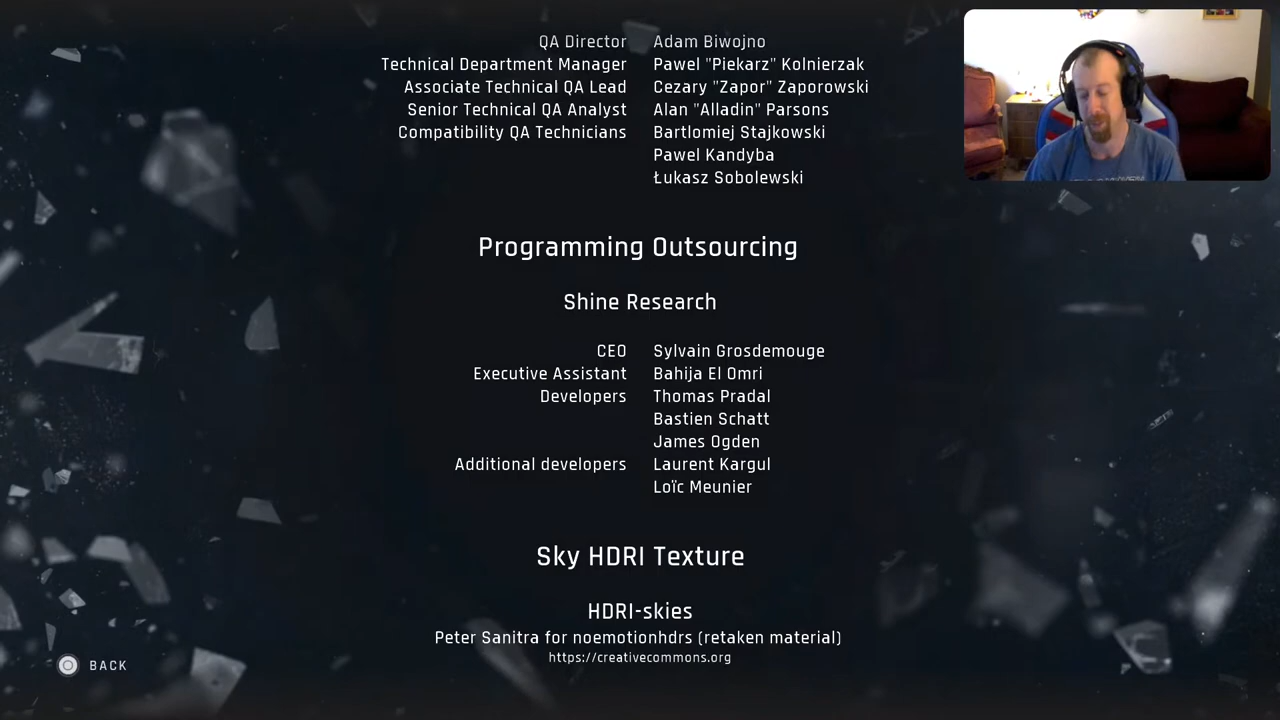 QA Director Adam Biwojno
Technical Department Manager Pawel "Piekarz" Kolnierzak
Associate Technical QA Lead Cezary "Zapor" Zaporowski
Senior Technical QA Analyst Alan "Alladin" Parsons
Compatibility QA Technicians Bartlomiej Stajkowski
Pawel Kandyba
Łukasz Sobolewski
Programming Outsourcing
Shine Research
CEO Sylvain Grosdemouge
Executive Assistant Bahija El Omri
Developers Thomas Pradal
Bastien Schatt
James Ogden
Additional developers Laurent Kargul
Loïc Meunier
Sky HDRI Texture
HDRI-skies
Peter Sanitra for noemotionhdrs (retaken material)
https://creativecommons.org
BACK